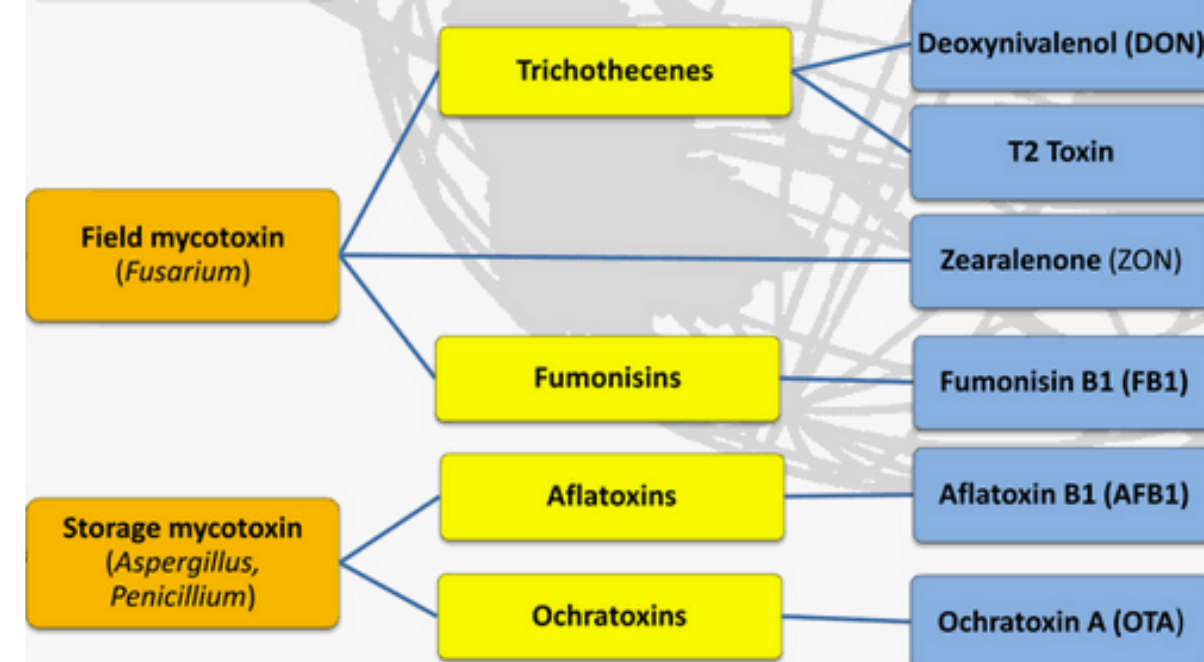 Deoxynivalenol (DON)
Trichothecenes
T2 Toxin
Field mycotoxin
(Fusarium)
Zearalenone (ZON)
Fumonisins
Fumonisin B1 (FB1)
Aflatoxins
Aflatoxin B1 (AFB1)
Storage mycotoxin
(Aspergillus,
Penicillium)
Ochratoxins
Ochratoxin A (OTA)